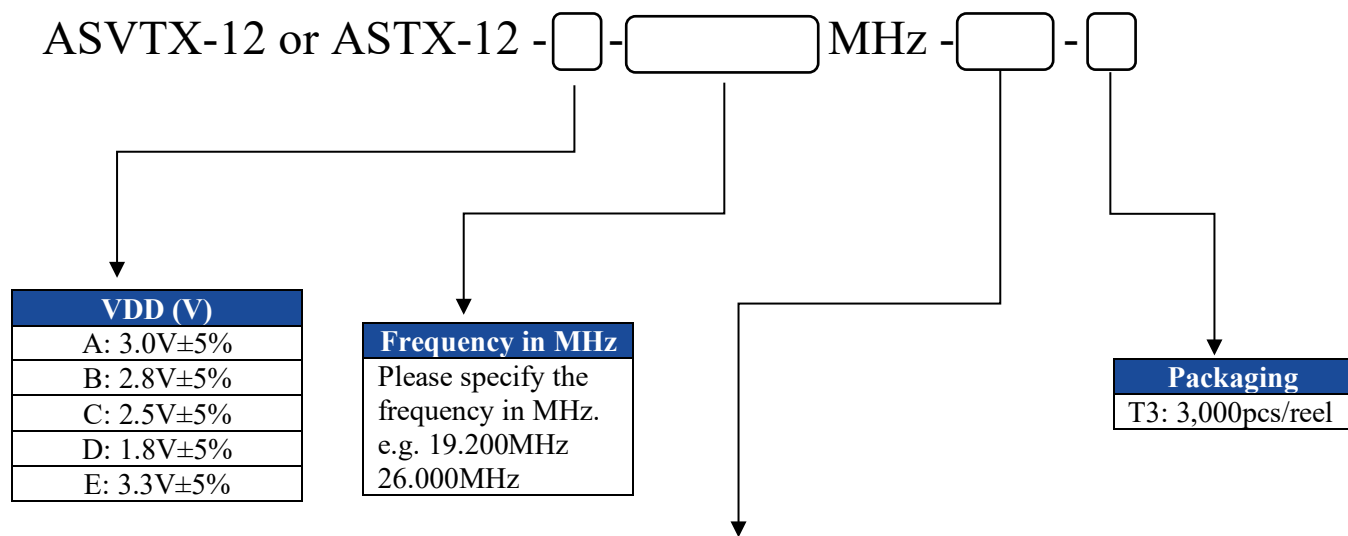 ASVTX-12 or ASTX-12 - - MHz - -
VDD (V)
A: 3.0V±5%
B: 2.8V±5%
C: 2.5V±5%
D: 1.8V±5%
E: 3.3V±5%
Frequency in MHz
Please specify the
frequency in MHz.
e.g. 19.200MHz
26.000MHz
Packaging
T3: 3,000pcs/reel